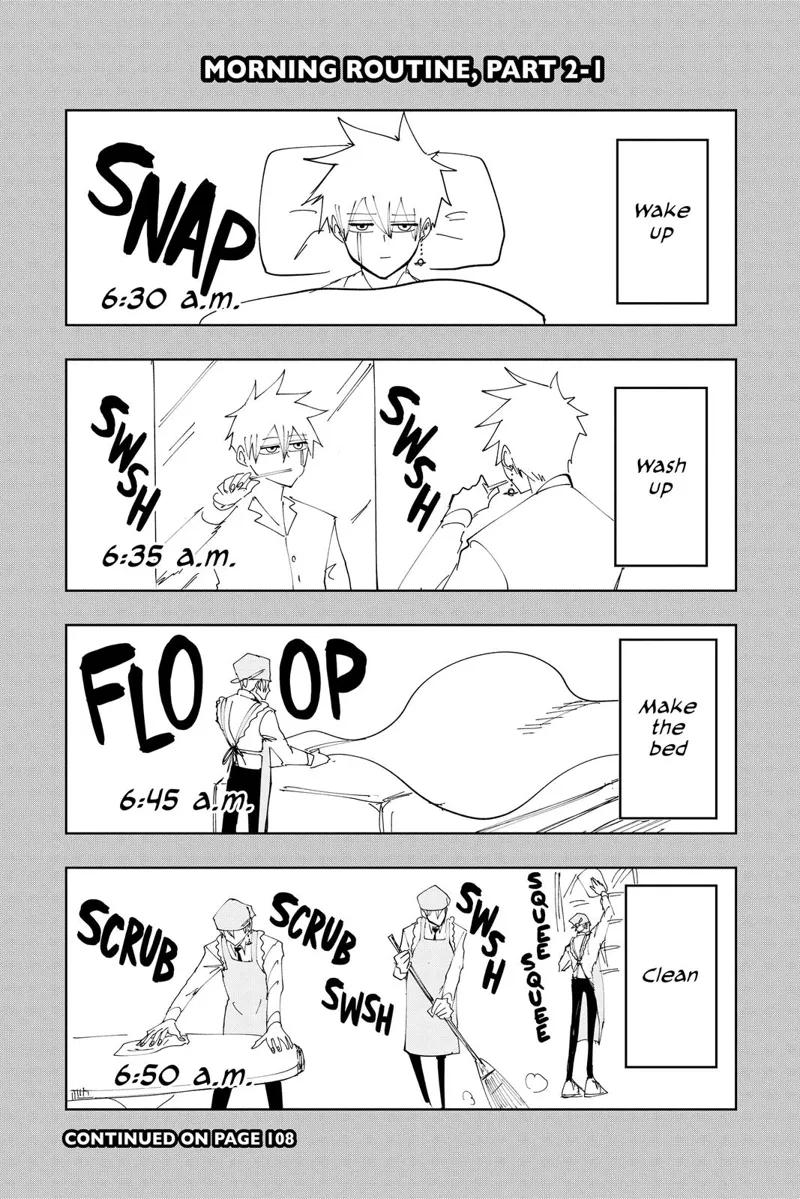 MORNING ROUTINE, PART 2-1
SNAP
6:30 a.m.
Wake
up
SWSH
6:35 a.m.
SWSH
Wash
up
FLOOP
6:45 a.m.
Make
the
bed
SCRUB
6:50 a.m.
SCRUB
SWSH
SWSH
SQUEE
SQUEE
Clean
CONTINUED ON PAGE 108